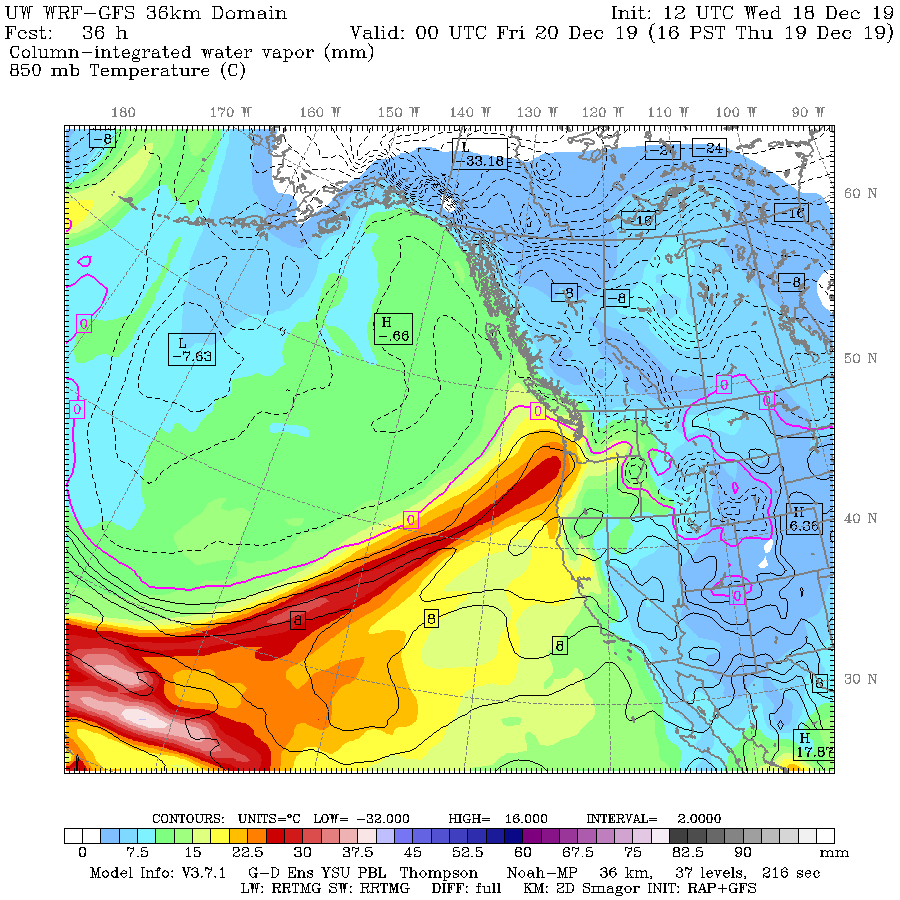 UW WRF-GFS 36km Domain Init: 12 UTC Wed 18 Dec 19
Fcst: 36 h Valid: 00 UTC Fri 20 Dec 19 (16 PST Thu 19 Dec 19)
Column-integrated water vapor (mm)
850 mb Temperature (C)
180 170 W 160 W 150 W 140 W 130 W 120 W 110 W 100 W 90 W
-8
L
-33.18
-24
60 N
-16
-16
-8
-8
-8
0
H
-.66
L
-7.63
50 N
0
0
0
0
0
H
6.36
40 N
0
8
8
8
30 N
8
H
17.87
CONTOURS: UNITS=°C LOW= -32.000 HIGH= 16.000 INTERVAL= 2.0000
0 7.5 15 22.5 30 37.5 45 52.5 60 67.5 75 82.5 90 mm
Model Info: V3.7.1 G-D Ens YSU PBL Thompson Noah-MP 36 km, 37 levels, 216 sec
LW: RRTMG SW: RRTMG DIFF: full KM: 2D Smagor INIT: RAP+GFS